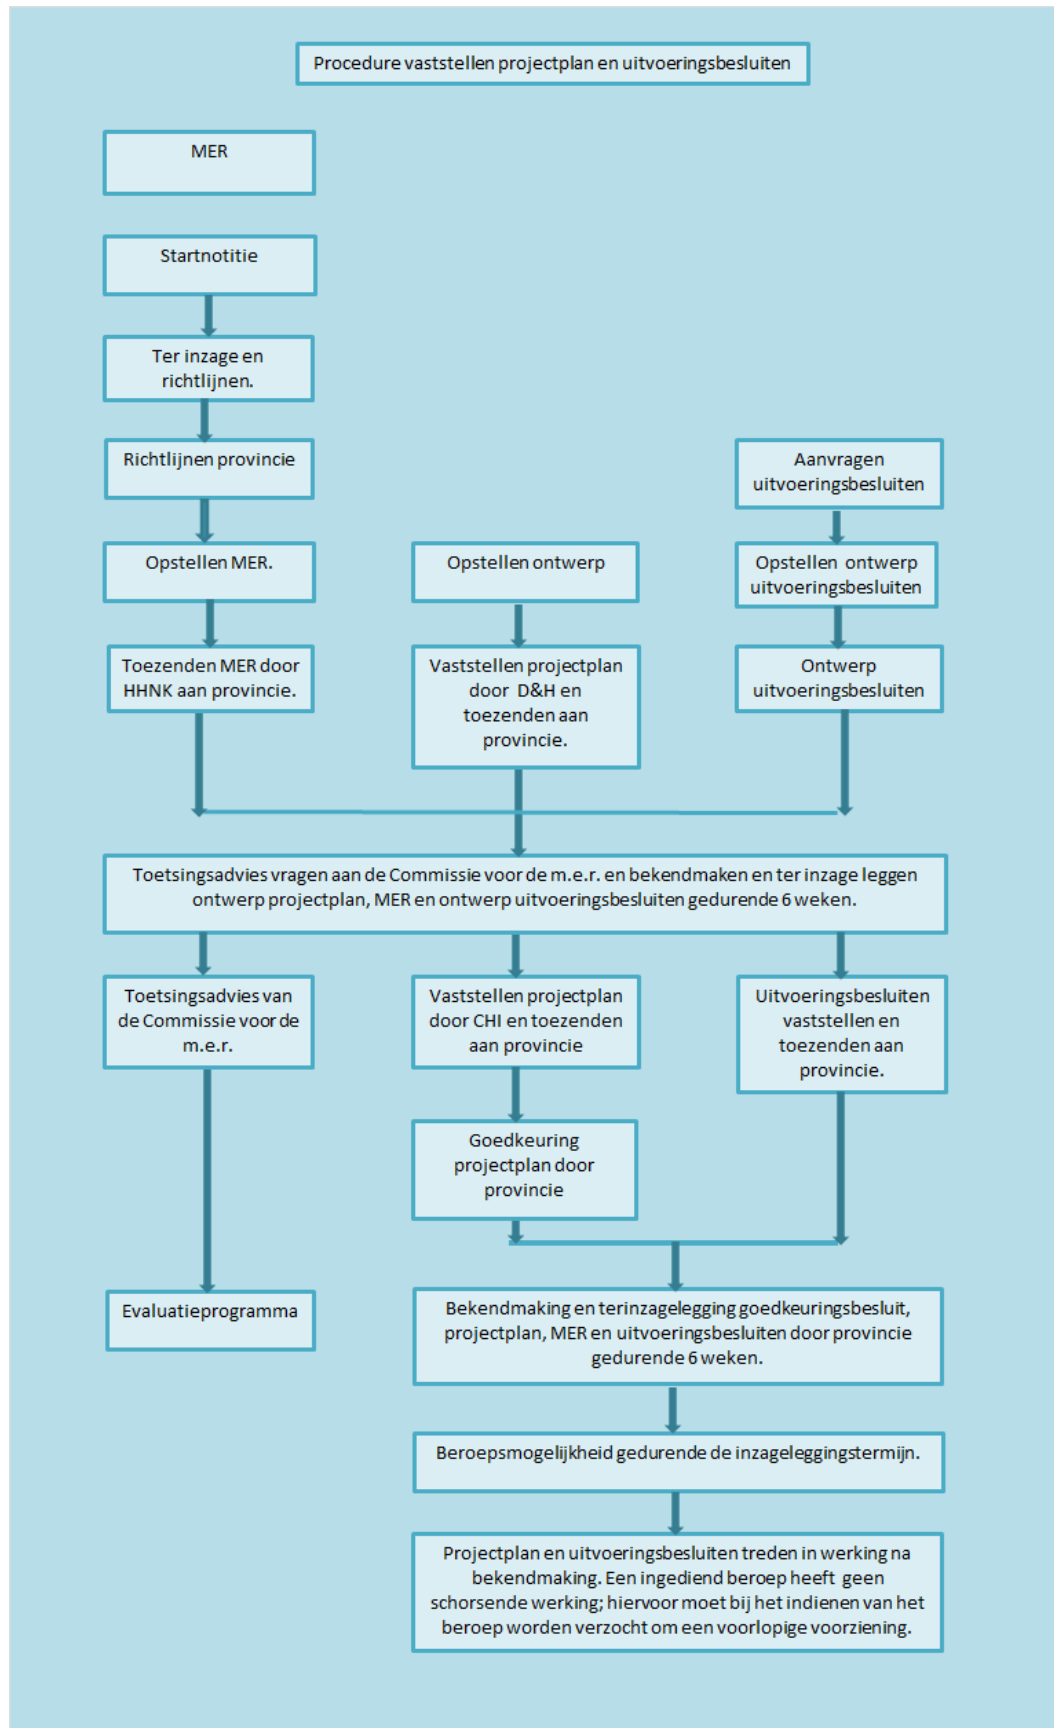 Procedure vaststellen projectplan en uitvoeringsbesluiten
MER
Startnotitie
Ter inzage en
richtlijnen.
Richtlijnen provincie
Aanvragen
uitvoeringsbesluiten
Opstellen MER.
Opstellen ontwerp
Opstellen ontwerp
uitvoeringsbesluiten
Toezenden MER door
HHNK aan provincie.
Vaststellen projectplan
door D&H en
toezenden aan
provincie.
Ontwerp
uitvoeringsbesluiten
Toetsingsadvies vragen aan de Commissie voor de m.e.r. en bekendmaken en ter inzage leggen
ontwerp projectplan, MER en ontwerp uitvoeringsbesluiten gedurende 6 weken.
Toetsingsadvies van
de Commissie voor de
m.e.r.
Vaststellen projectplan
door CHI en toezenden
aan provincie
Uitvoeringsbesluiten
vaststellen en
toezenden aan
provincie.
Goedkeuring
projectplan door
provincie
Evaluatieprogramma
Bekendmaking en terinzagelegging goedkeuringsbesluit,
projectplan, MER en uitvoeringsbesluiten door provincie
gedurende 6 weken.
Beroepsmogelijkheid gedurende de inzageleggingstermijn.
Projectplan en uitvoeringsbesluiten treden in werking na
bekendmaking. Een ingediend beroep heeft geen
schorsende werking; hiervoor moet bij het indienen van het
beroep worden verzocht om een voorlopige voorziening.